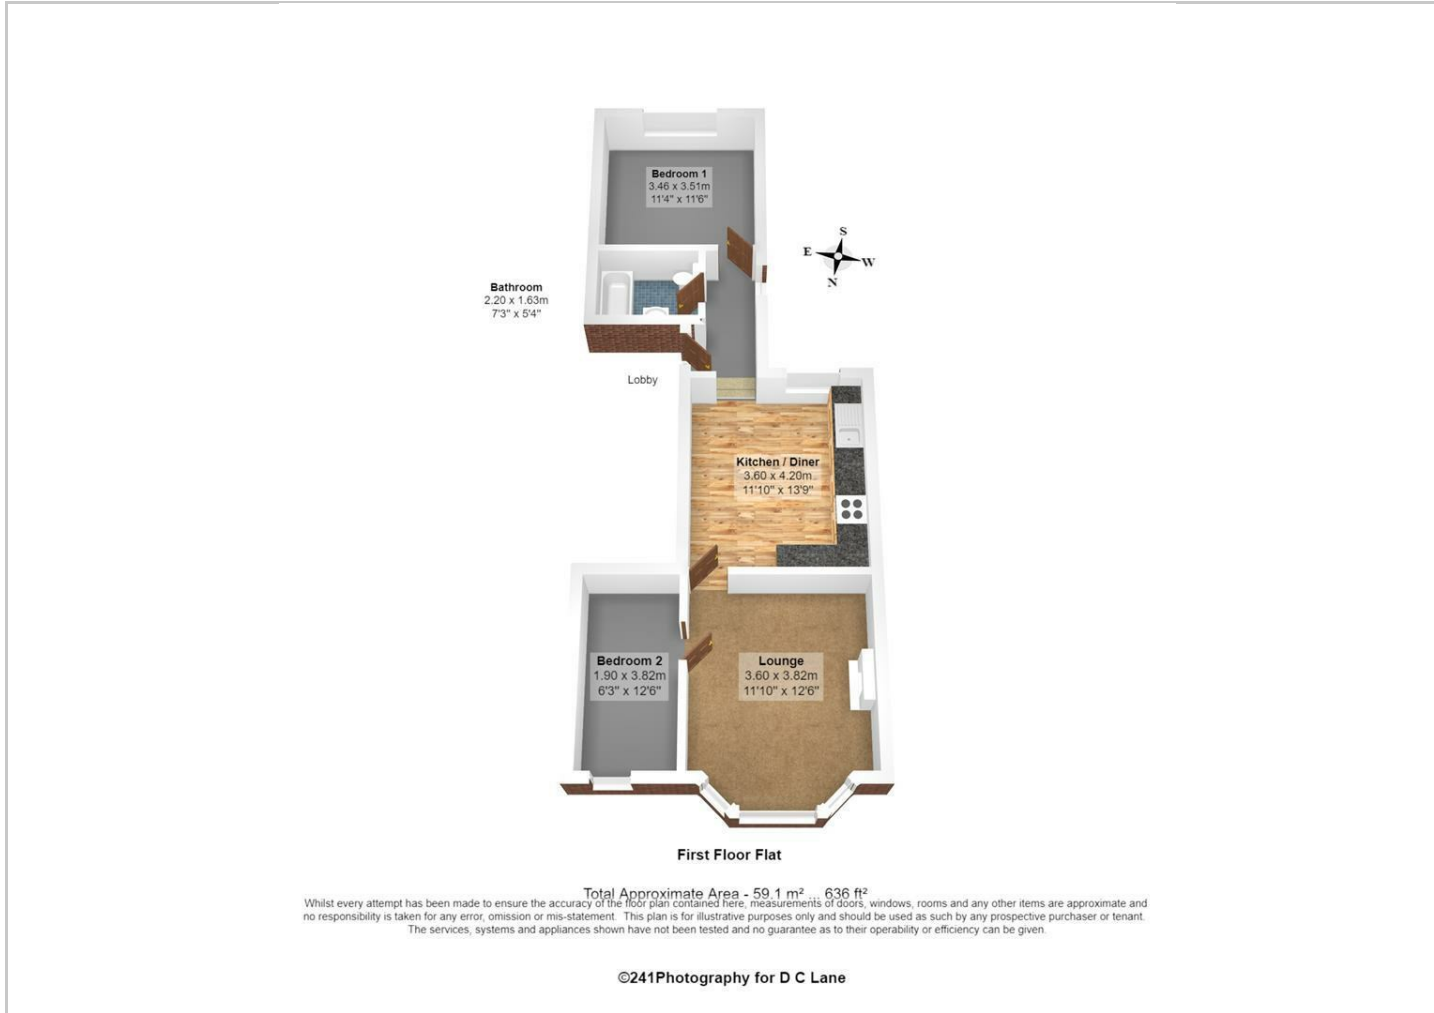 Bedroom 1
3.46 x 3.51m
11'4" x 11'6"
S
E
W
N
Bathroom
2.20 x 1.63m
7'3" x 5'4"
Lobby
Kitchen / Diner
3.60 x 4.20m
11'10" x 13'9"
Bedroom 2
1.90 x 3.82m
6'3" x 12'6"
Lounge
3.60 x 3.82m
11'10" x 12'6"
First Floor Flat
Total Approximate Area - 59.1 m² ... 636 ft²
Whilst every attempt has been made to ensure the accuracy of the floor plan contained here, measurements of doors, windows, rooms and any other items are approximate and
no responsibility is taken for any error, omission or mis-statement. This plan is for illustrative purposes only and should be used as such by any prospective purchaser or tenant.
The services, systems and appliances shown have not been tested and no guarantee as to their operability or efficiency can be given.
©241Photography for D C Lane